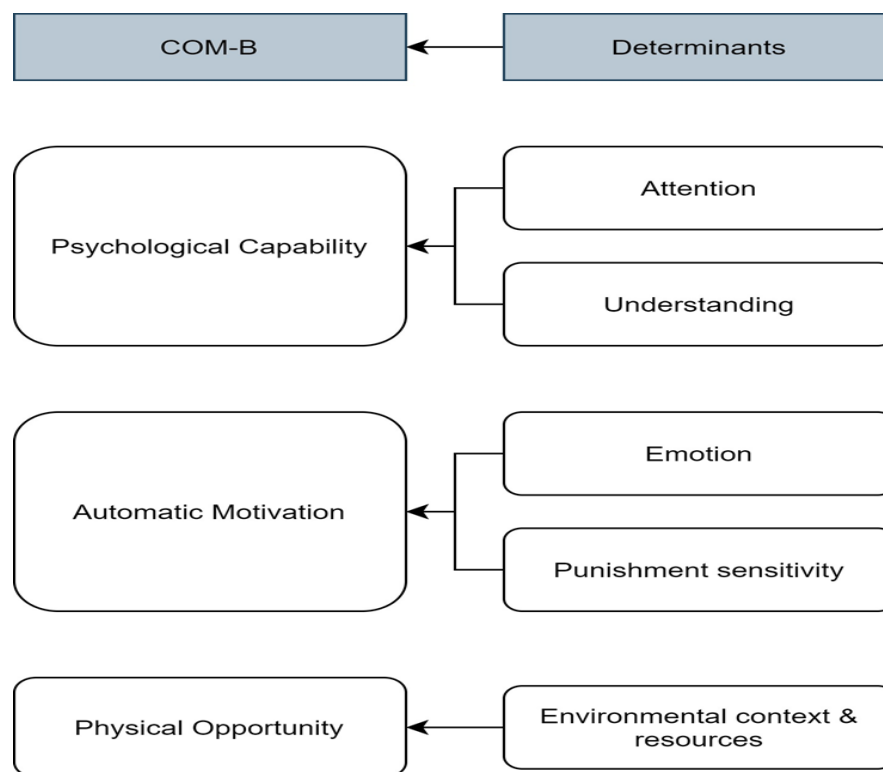 COM-B
Determinants
Psychological Capability
Attention
Understanding
Automatic Motivation
Emotion
Punishment sensitivity
Physical Opportunity
Environmental context &
resources